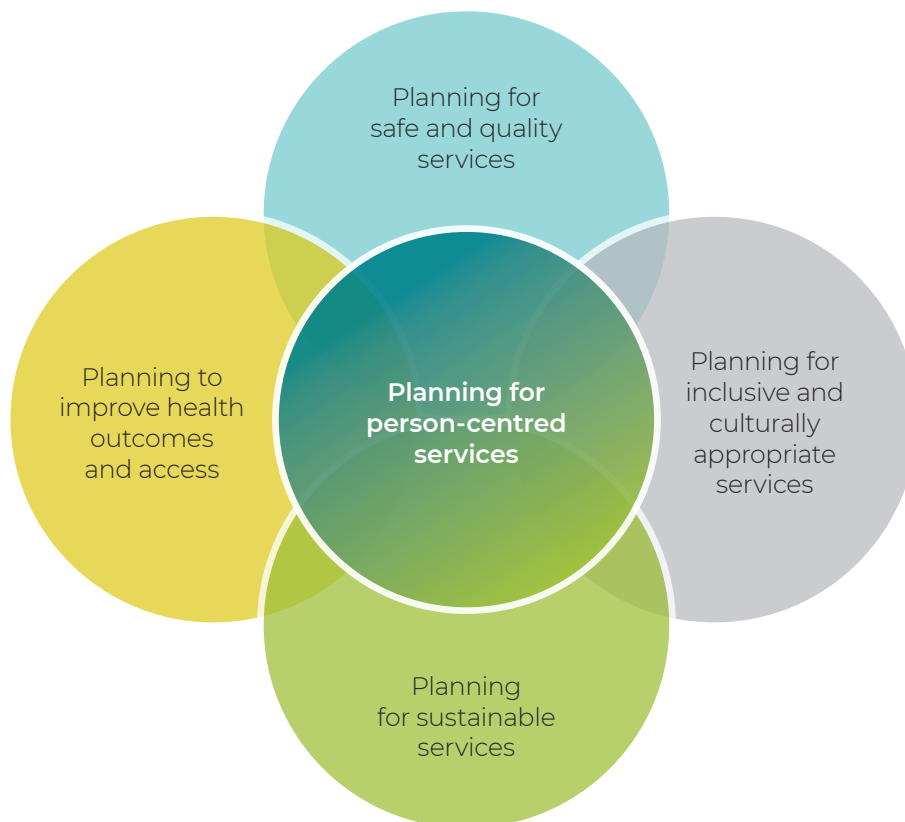 Planning for
safe and quality
services
Planning to
improve health
outcomes
and access
Planning for
person-centred
services
Planning for
inclusive and
culturally
appropriate
services
Planning
for sustainable
services